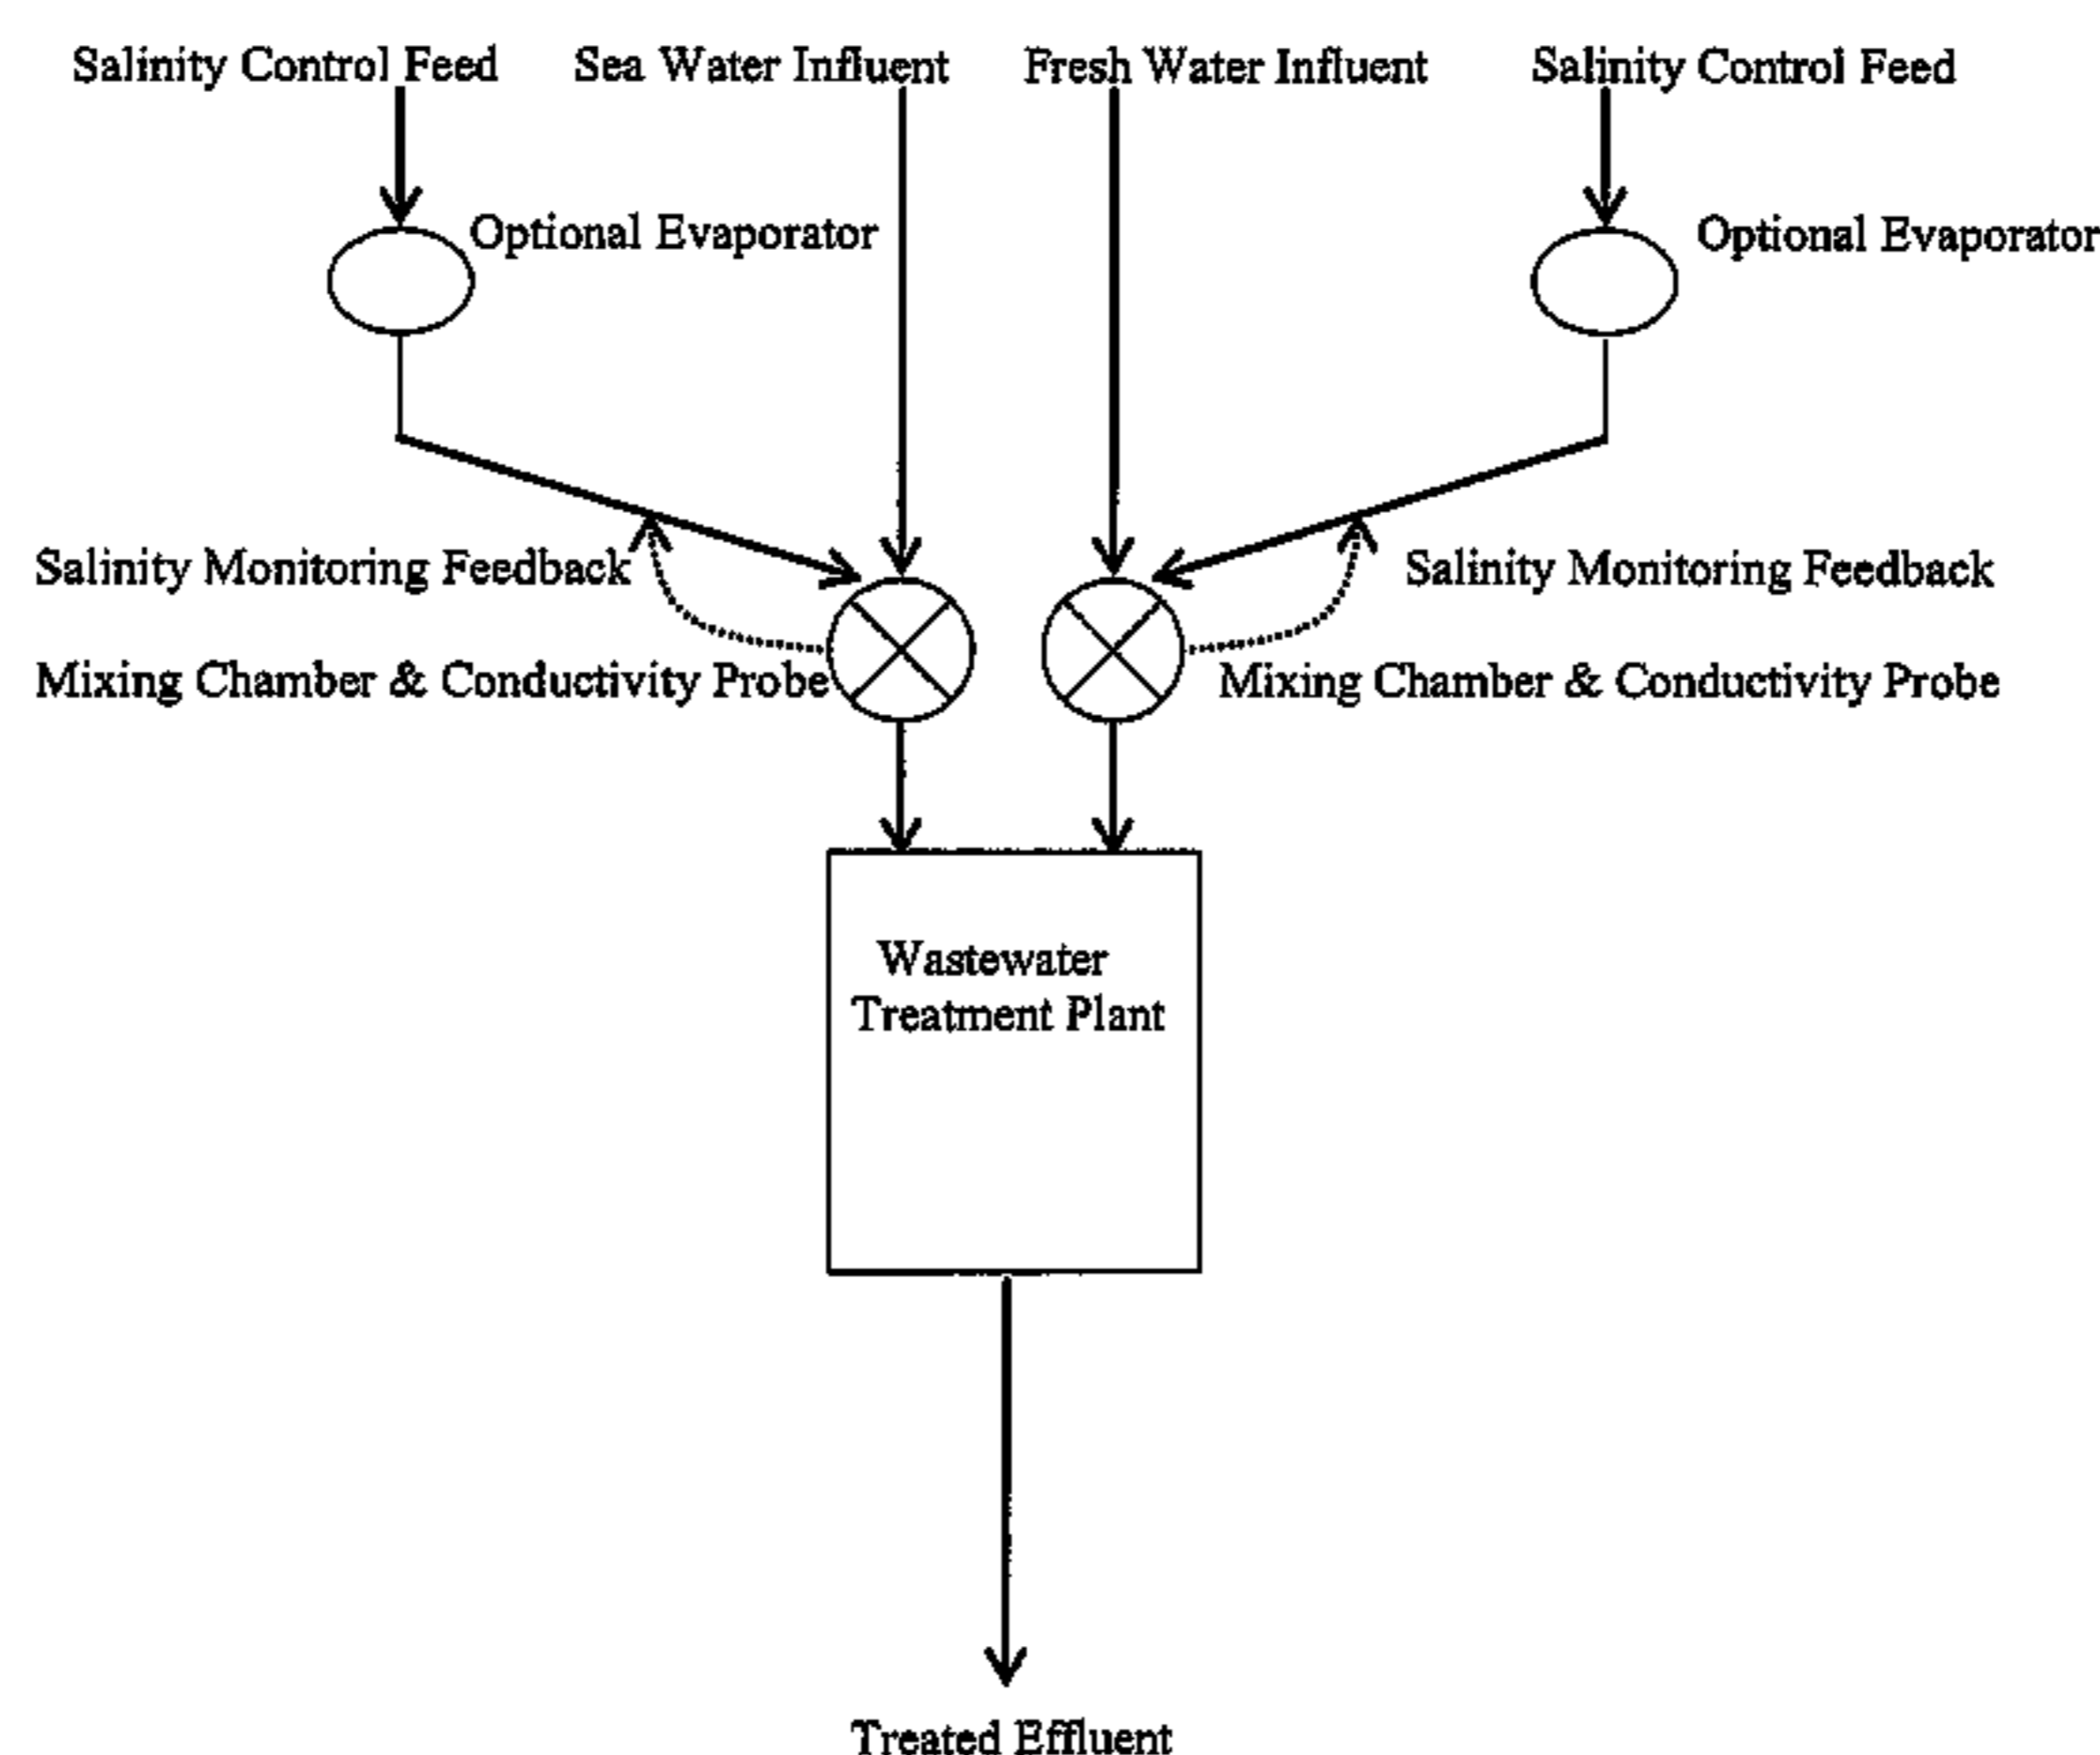 Salinity Control Feed
Sea Water Influent
Fresh Water Influent
Salinity Control Feed
Optional Evaporator
Optional Evaporator
Salinity Monitoring Feedback
Salinity Monitoring Feedback
Mixing Chamber & Conductivity Probe
Mixing Chamber & Conductivity Probe
Wastewater
Treatment Plant
Treated Effluent